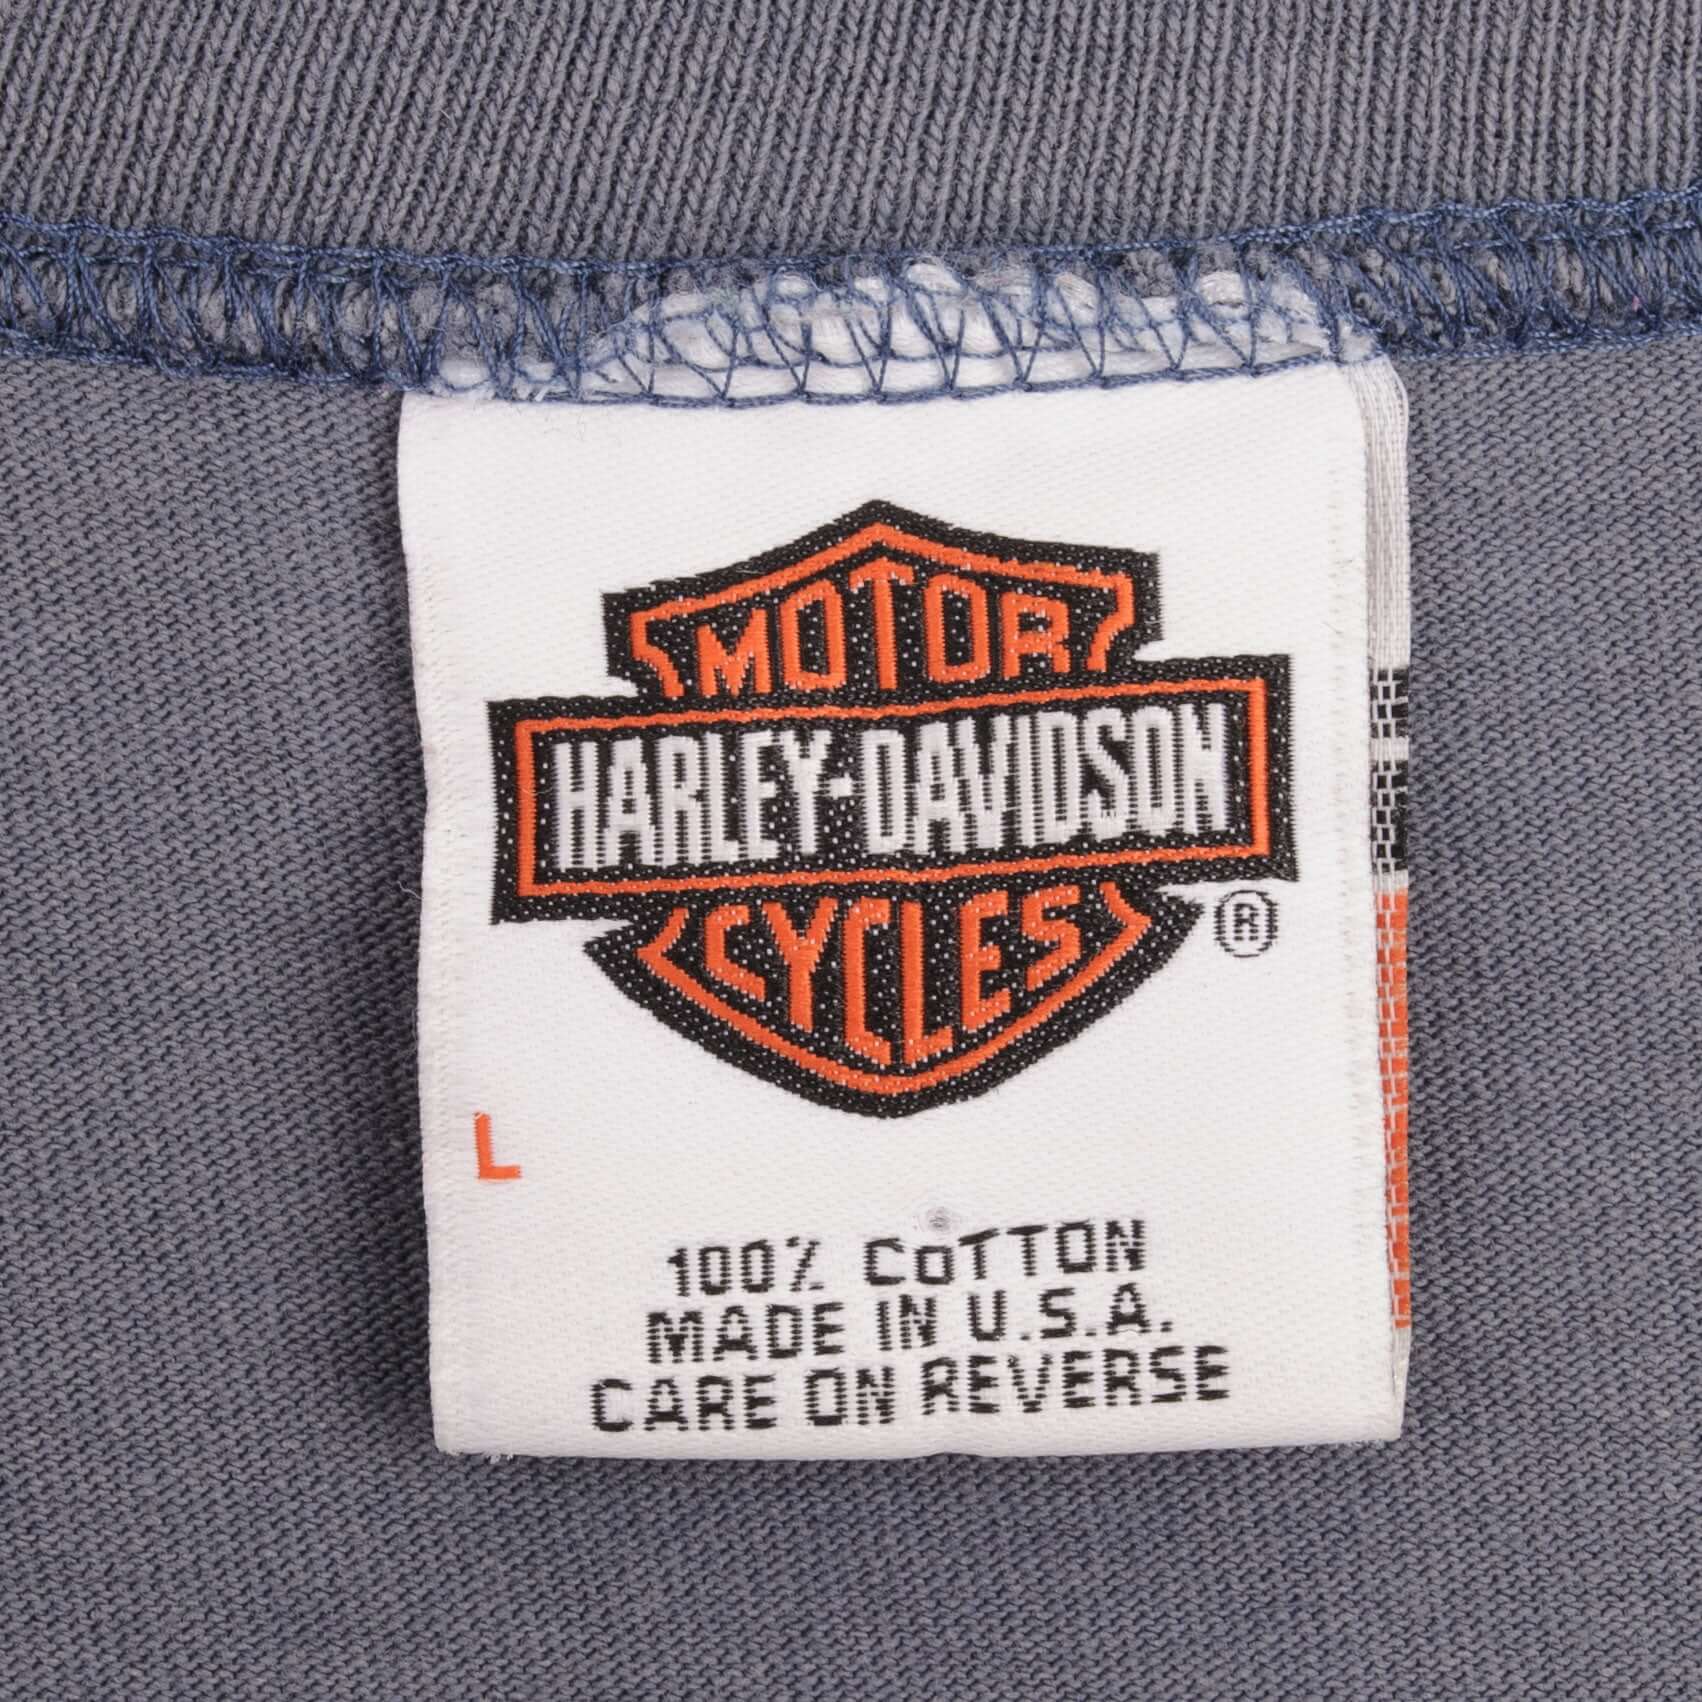 MOTOR
HARLEY-DAVIDSON
CYCLES
®
L
100% COTTON
MADE IN U.S.A.
CARE ON REVERSE